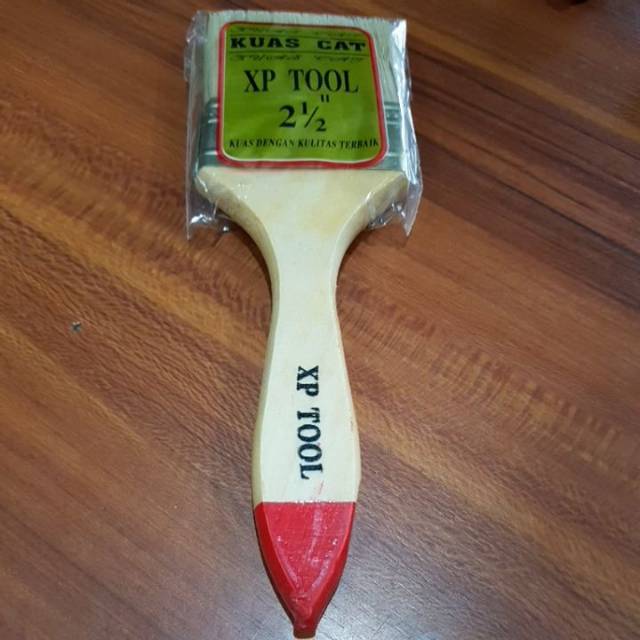 KUAS CAT
XP TOOL
2½"
KUAS DENGAN KULITAS TERBAIK
XP TOOL